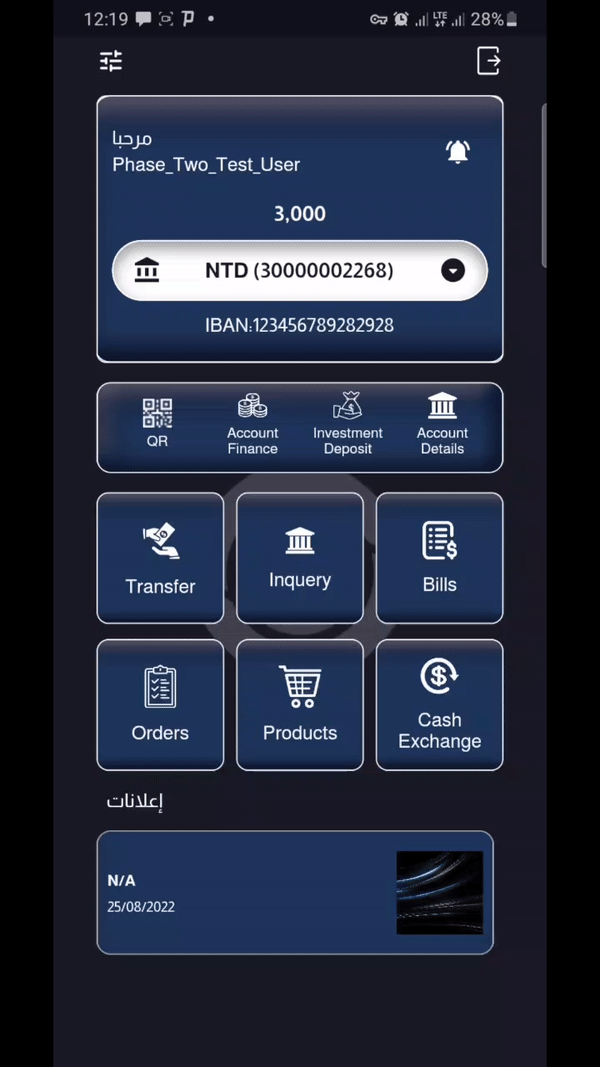 12:19 28%
LTE
مرحبا
Phase_Two_Test_User
3,000
NTD (30000002268)
IBAN:123456789282928
QR
Account
Finance
Investment
Deposit
Account
Details
Transfer
Inquery
Bills
Orders
Products
Cash
Exchange
إعلانات
N/A
25/08/2022